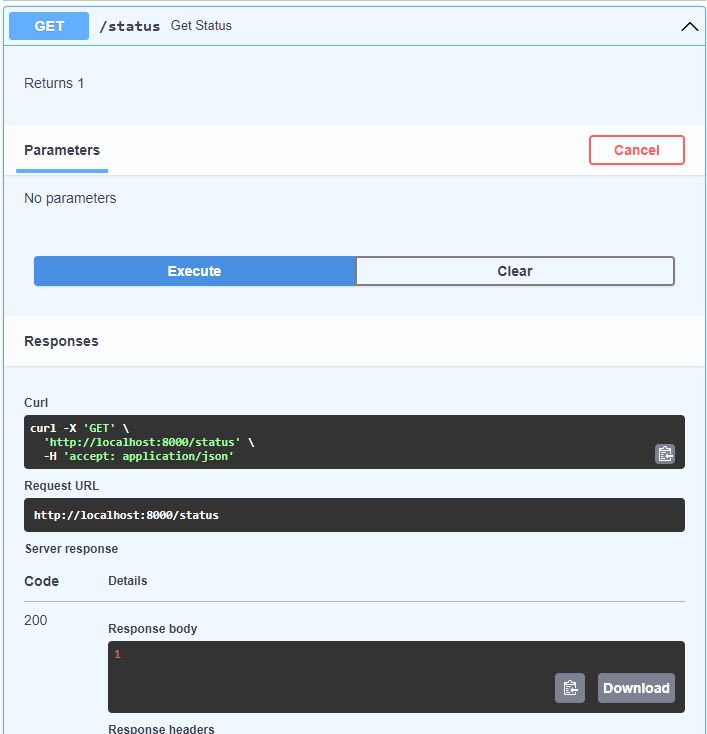 GET /status Get Status
Returns 1
Parameters
Cancel
No parameters
Execute
Clear
Responses
Curl
curl -X 'GET' \
'http://localhost:8000/status' \
-H 'accept: application/json'
Request URL
http://localhost:8000/status
Server response
Code Details
200
Response body
1
Download
Response headers